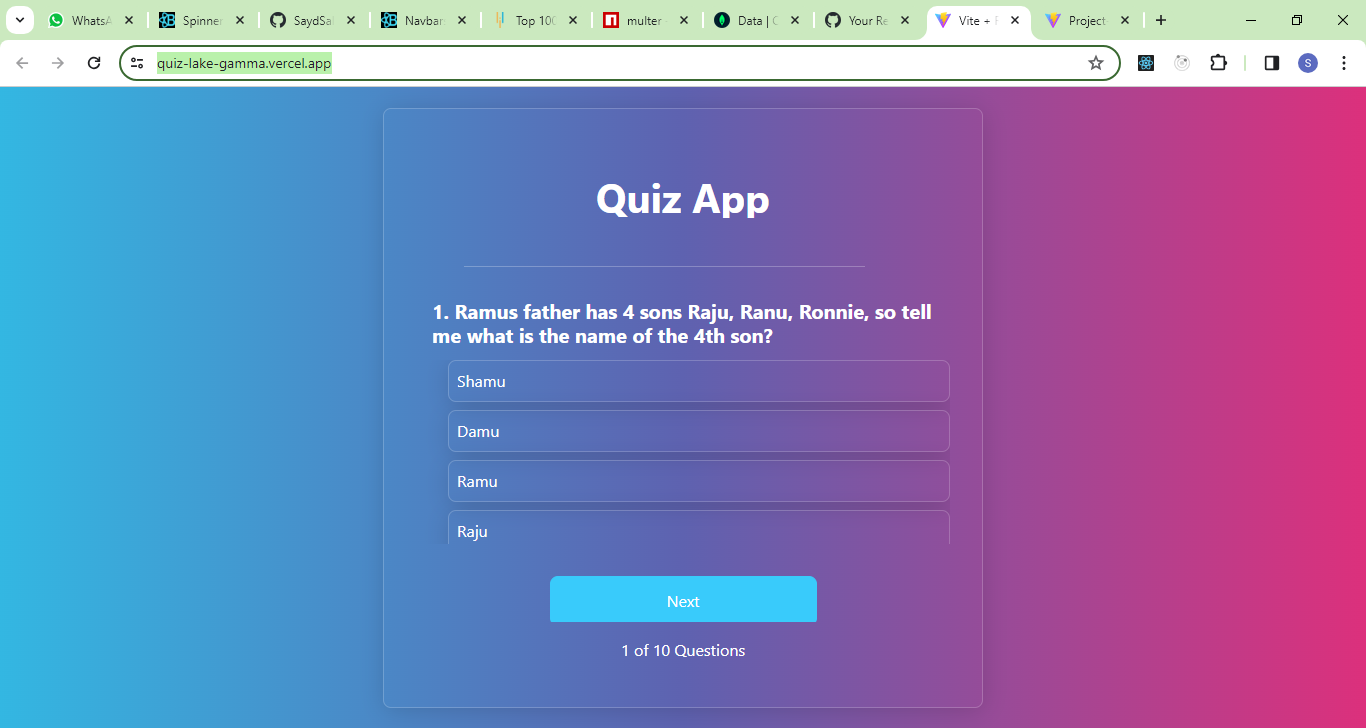 WhatsA
Spinner
SaydSa
Navbar
Top 100
multer
Data | C
Your Re
Vite +
Project
quiz-lake-gamma.vercel.app
S
Quiz App
1. Ramus father has 4 sons Raju, Ranu, Ronnie, so tell
me what is the name of the 4th son?
Shamu
Damu
Ramu
Raju
Next
1 of 10 Questions